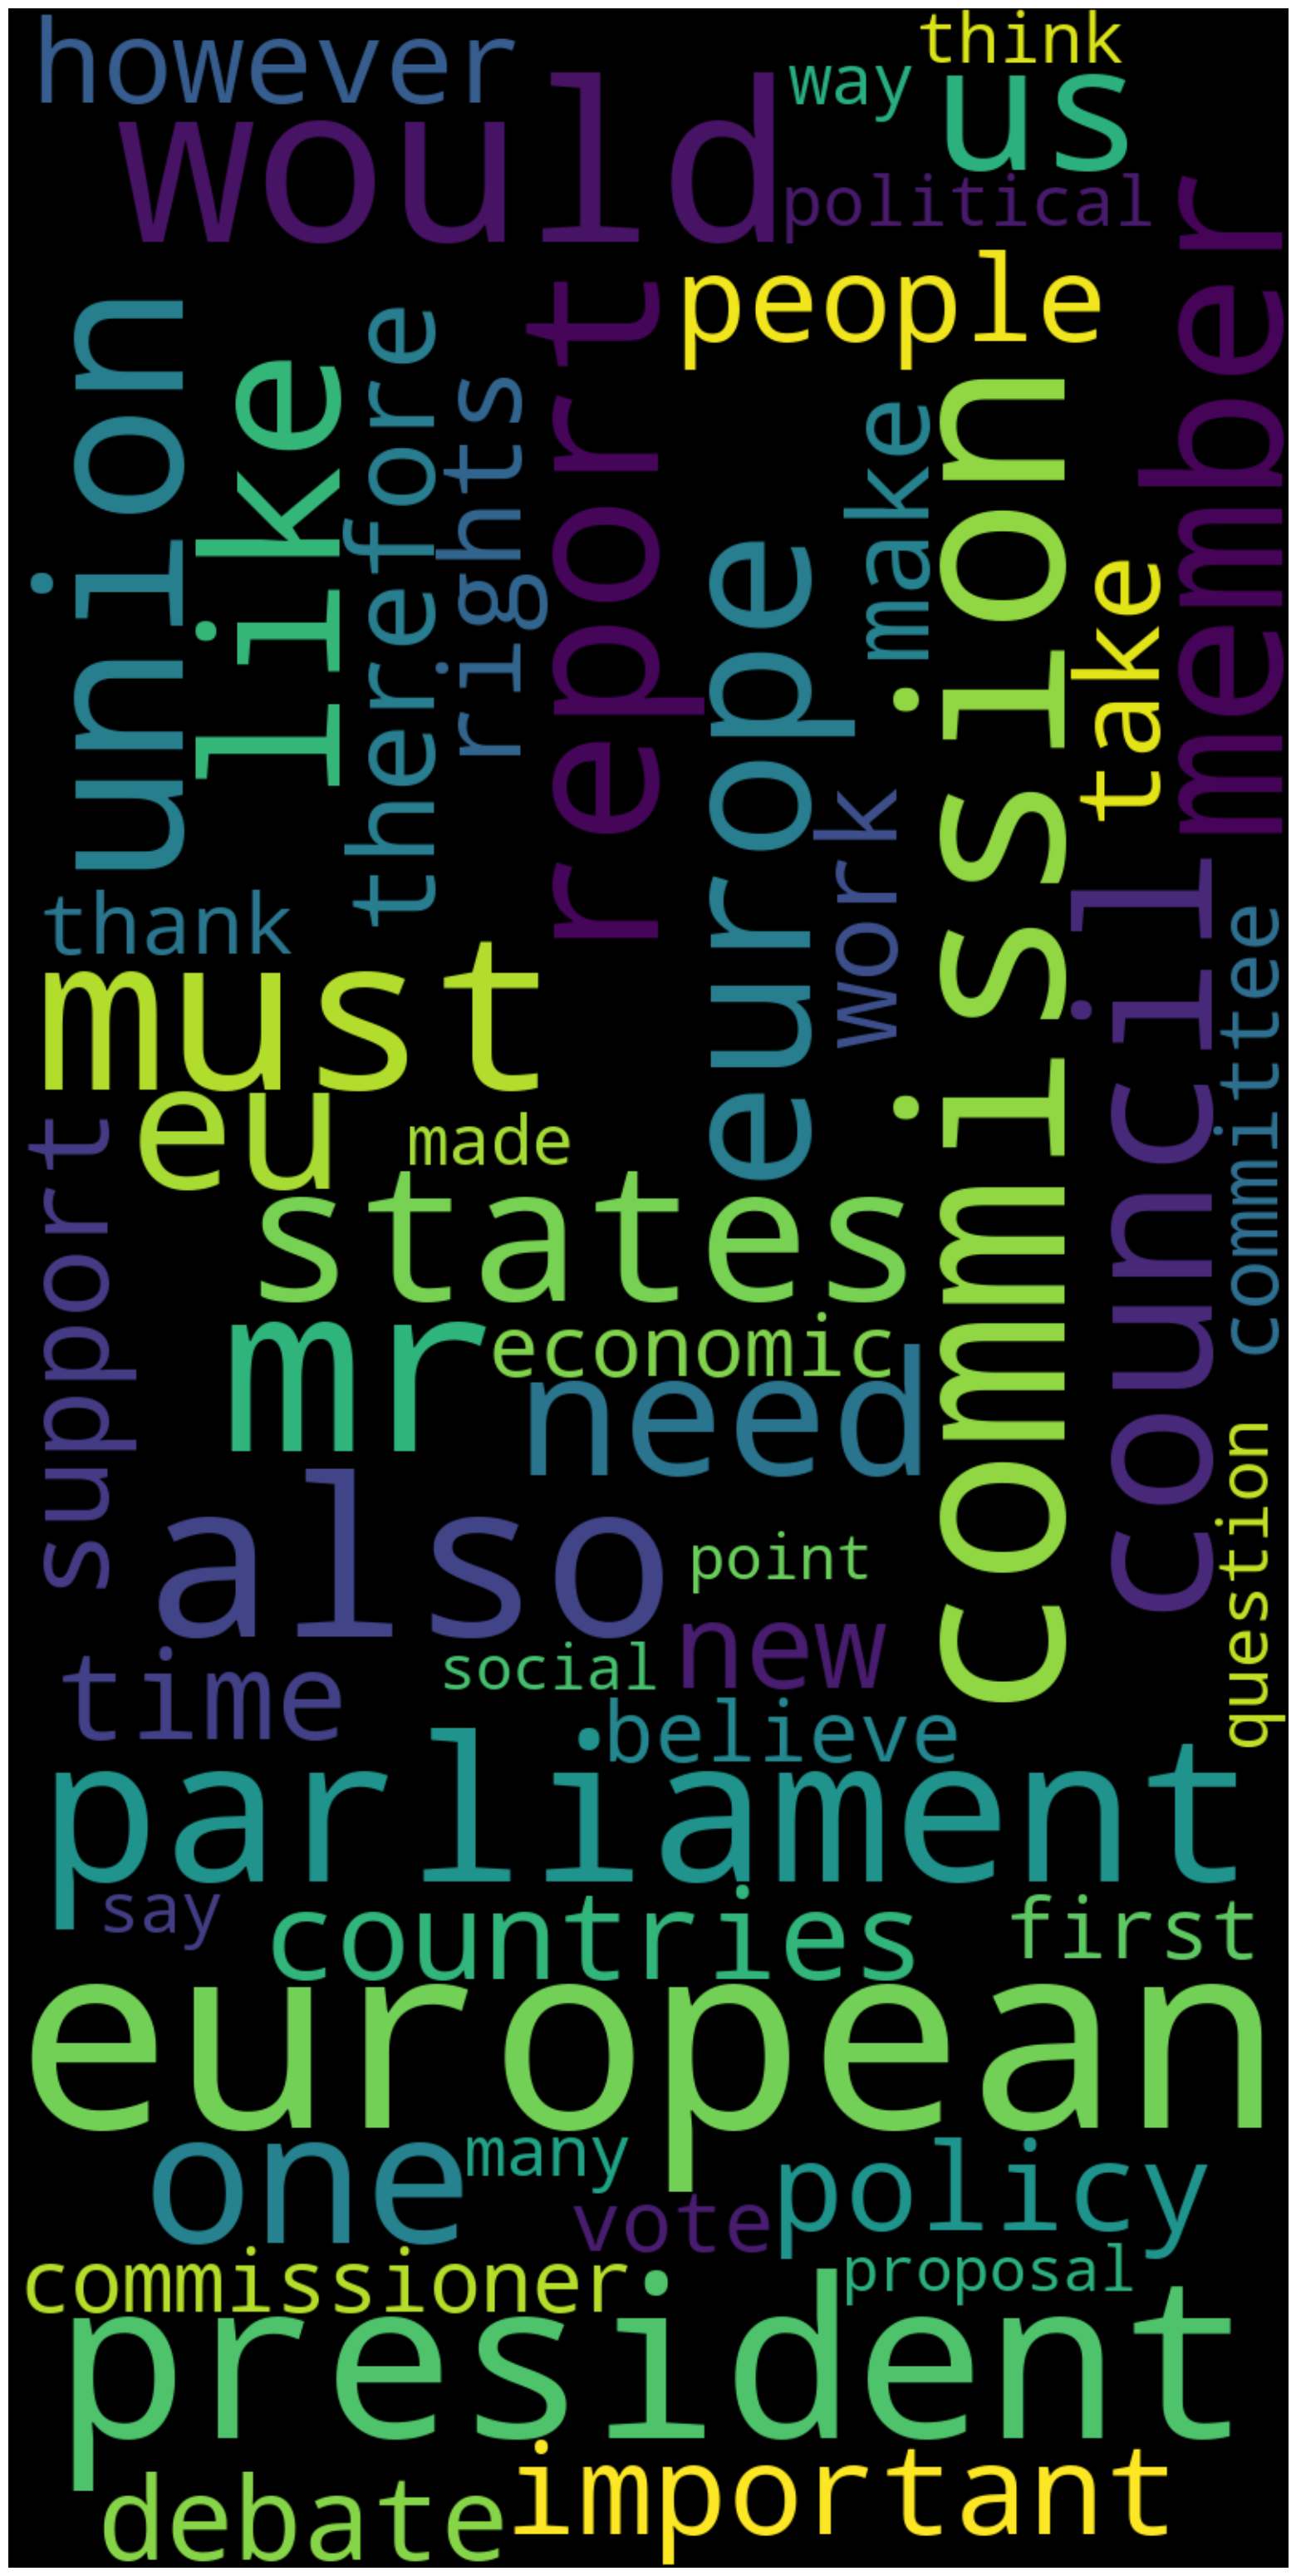 however
think
way
us
would
political
member
people
union
like
therefore
rights
report
europe
make
commission
take
work
council
committee
thank
must
eu
made
support
states
mr
economic
need
also
point
question
new
social
time
believe
parliament
say
countries
first
european
one
many
policy
vote
commissioner
proposal
president
important
debate